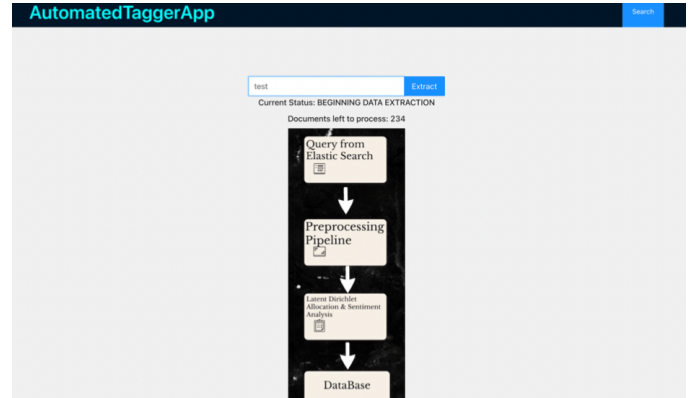 AutomatedTaggerApp
Search
test
Extract
Current Status: BEGINNING DATA EXTRACTION
Documents left to process: 234
Query from
Elastic Search
Preprocessing
Pipeline
Latent Dirichlet
Allocation & Sentiment
Analysis
DataBase